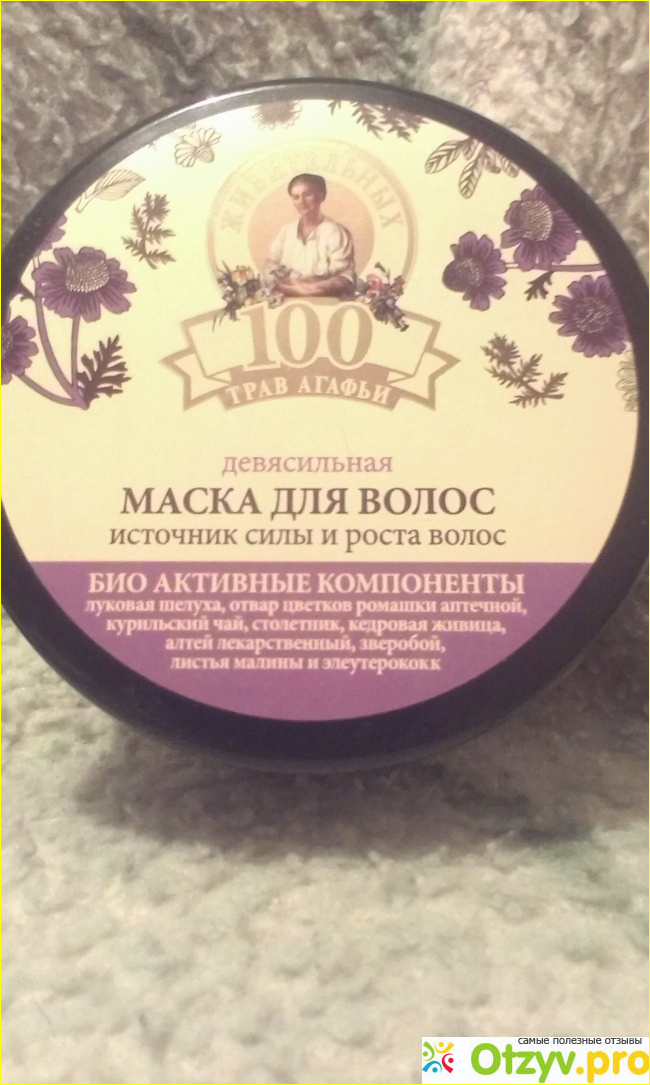 ЖИВИТЕЛЬНЫХ
100
ТРАВ АГАФЬИ
девясильная
МАСКА ДЛЯ ВОЛОС
источник силы и роста волос
БИО АКТИВНЫЕ КОМПОНЕНТЫ
луковая шелуха, отвар цветков ромашки аптечной,
курильский чай, столетник, кедровая живица,
алтей лекарственный, зверобой,
листья малины и элеутерококк
самые полезные отзывы
Otzyv.pro